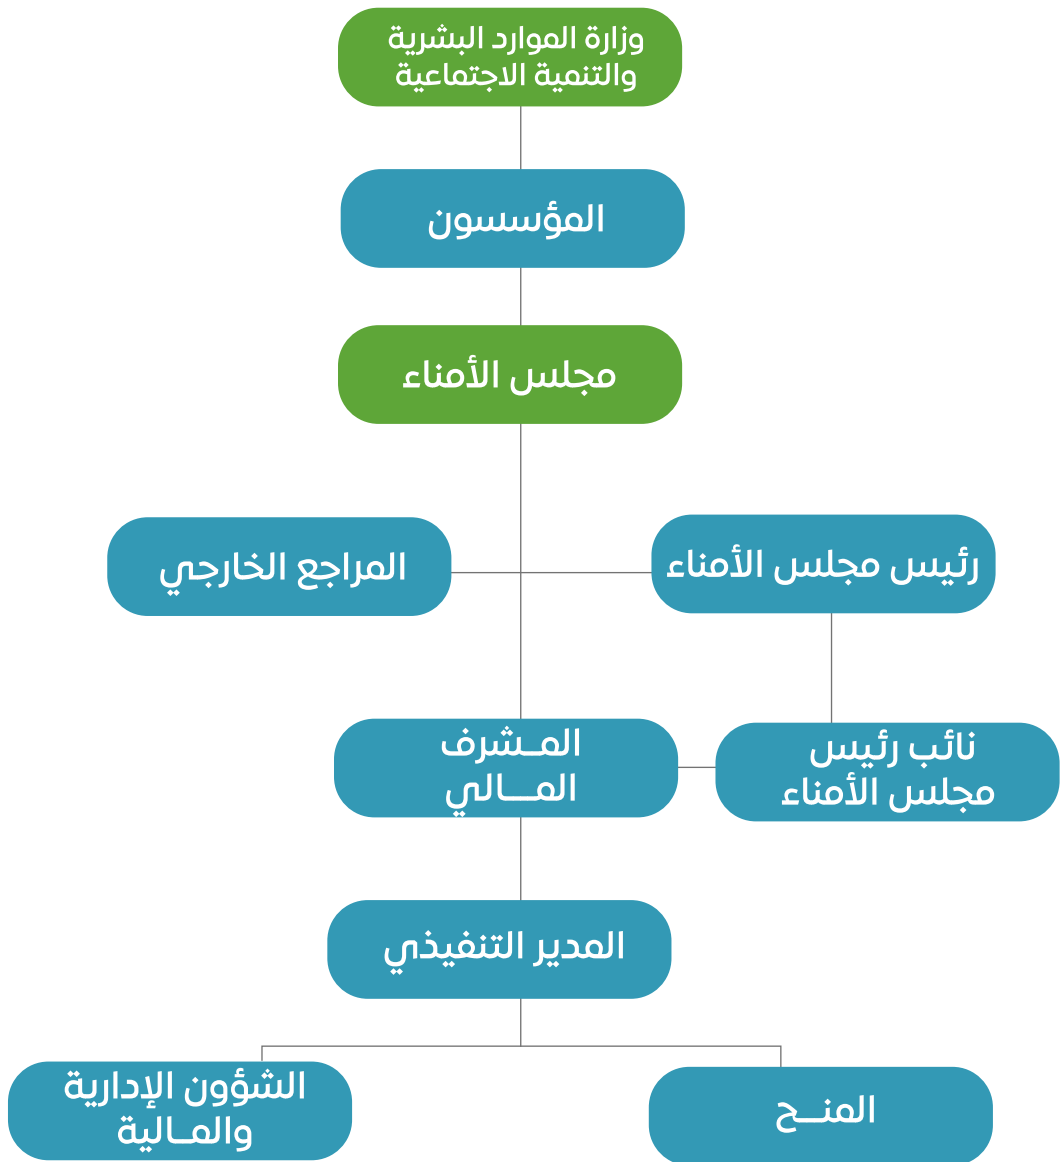 وزارة الموارد البشرية
والتنمية الاجتماعية
المؤسسون
مجلس الأمناء
رئيس مجلس الأمناء
المراجع الخارجي
نائب رئيس
مجلس الأمناء
المـشرف
المــالي
المدير التنفيذي
المنـح
الشؤون الإدارية
والمـالية